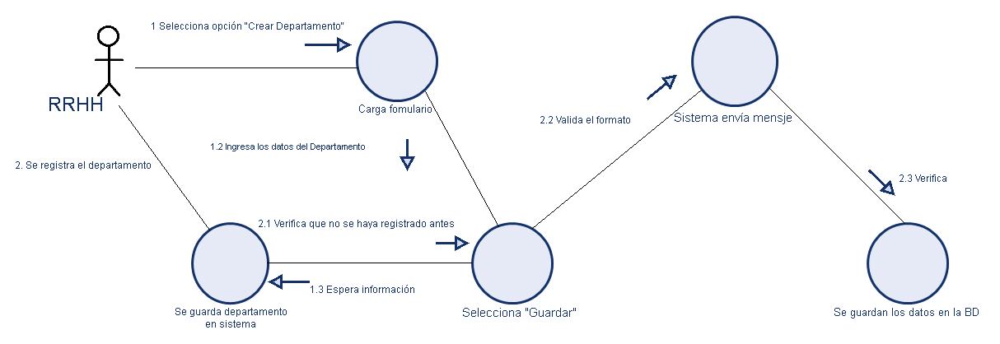 1 Selecciona opción "Crear Departamento"
RRHH
Carga fomulario
2.2 Valida el formato
Sistema envía mensje
1.2 Ingresa los datos del Departamento
2. Se registra el departamento
2.3 Verifica
2.1 Verifica que no se haya registrado antes
1.3 Espera información
Se guarda departamento
en sistema
Selecciona "Guardar"
Se guardan los datos en la BD